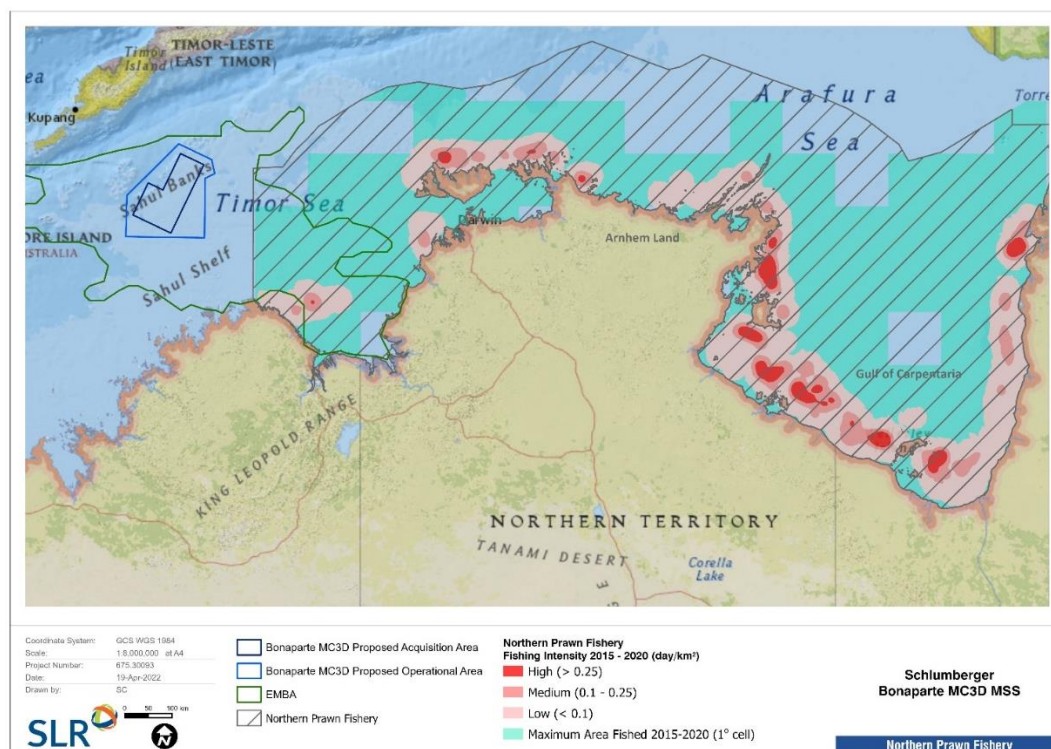 Timor
Island
TIMOR-LESTE
(EAST TIMOR)
ea
Kupang
Arafura
Sea
Torre
Sahul Banks
Timor Sea
Darwin
ORE ISLAND
STRALIA
Sahul Shelf
Arnhem Land
Gulf of Carpentaria
ley
KING LEOPOLD RANGE
NORTHERN TERRITORY
TANAMI DESERT
Corella
Lake
Coordinate System: GCS WGS 1984
Scale: 1:8,000,000 at A4
Project Number: 675.30093
Date: 19-Apr-2022
Drawn by: SC
0 50 100 km
SLR
N
Bonaparte MC3D Proposed Acquisition Area
Bonaparte MC3D Proposed Operational Area
EMBA
Northern Prawn Fishery
Northern Prawn Fishery
Fishing Intensity 2015 - 2020 (day/km²)
High (> 0.25)
Medium (0.1 - 0.25)
Low (< 0.1)
Maximum Area Fished 2015-2020 (1° cell)
Schlumberger
Bonaparte MC3D MSS
Northern Prawn Fishery